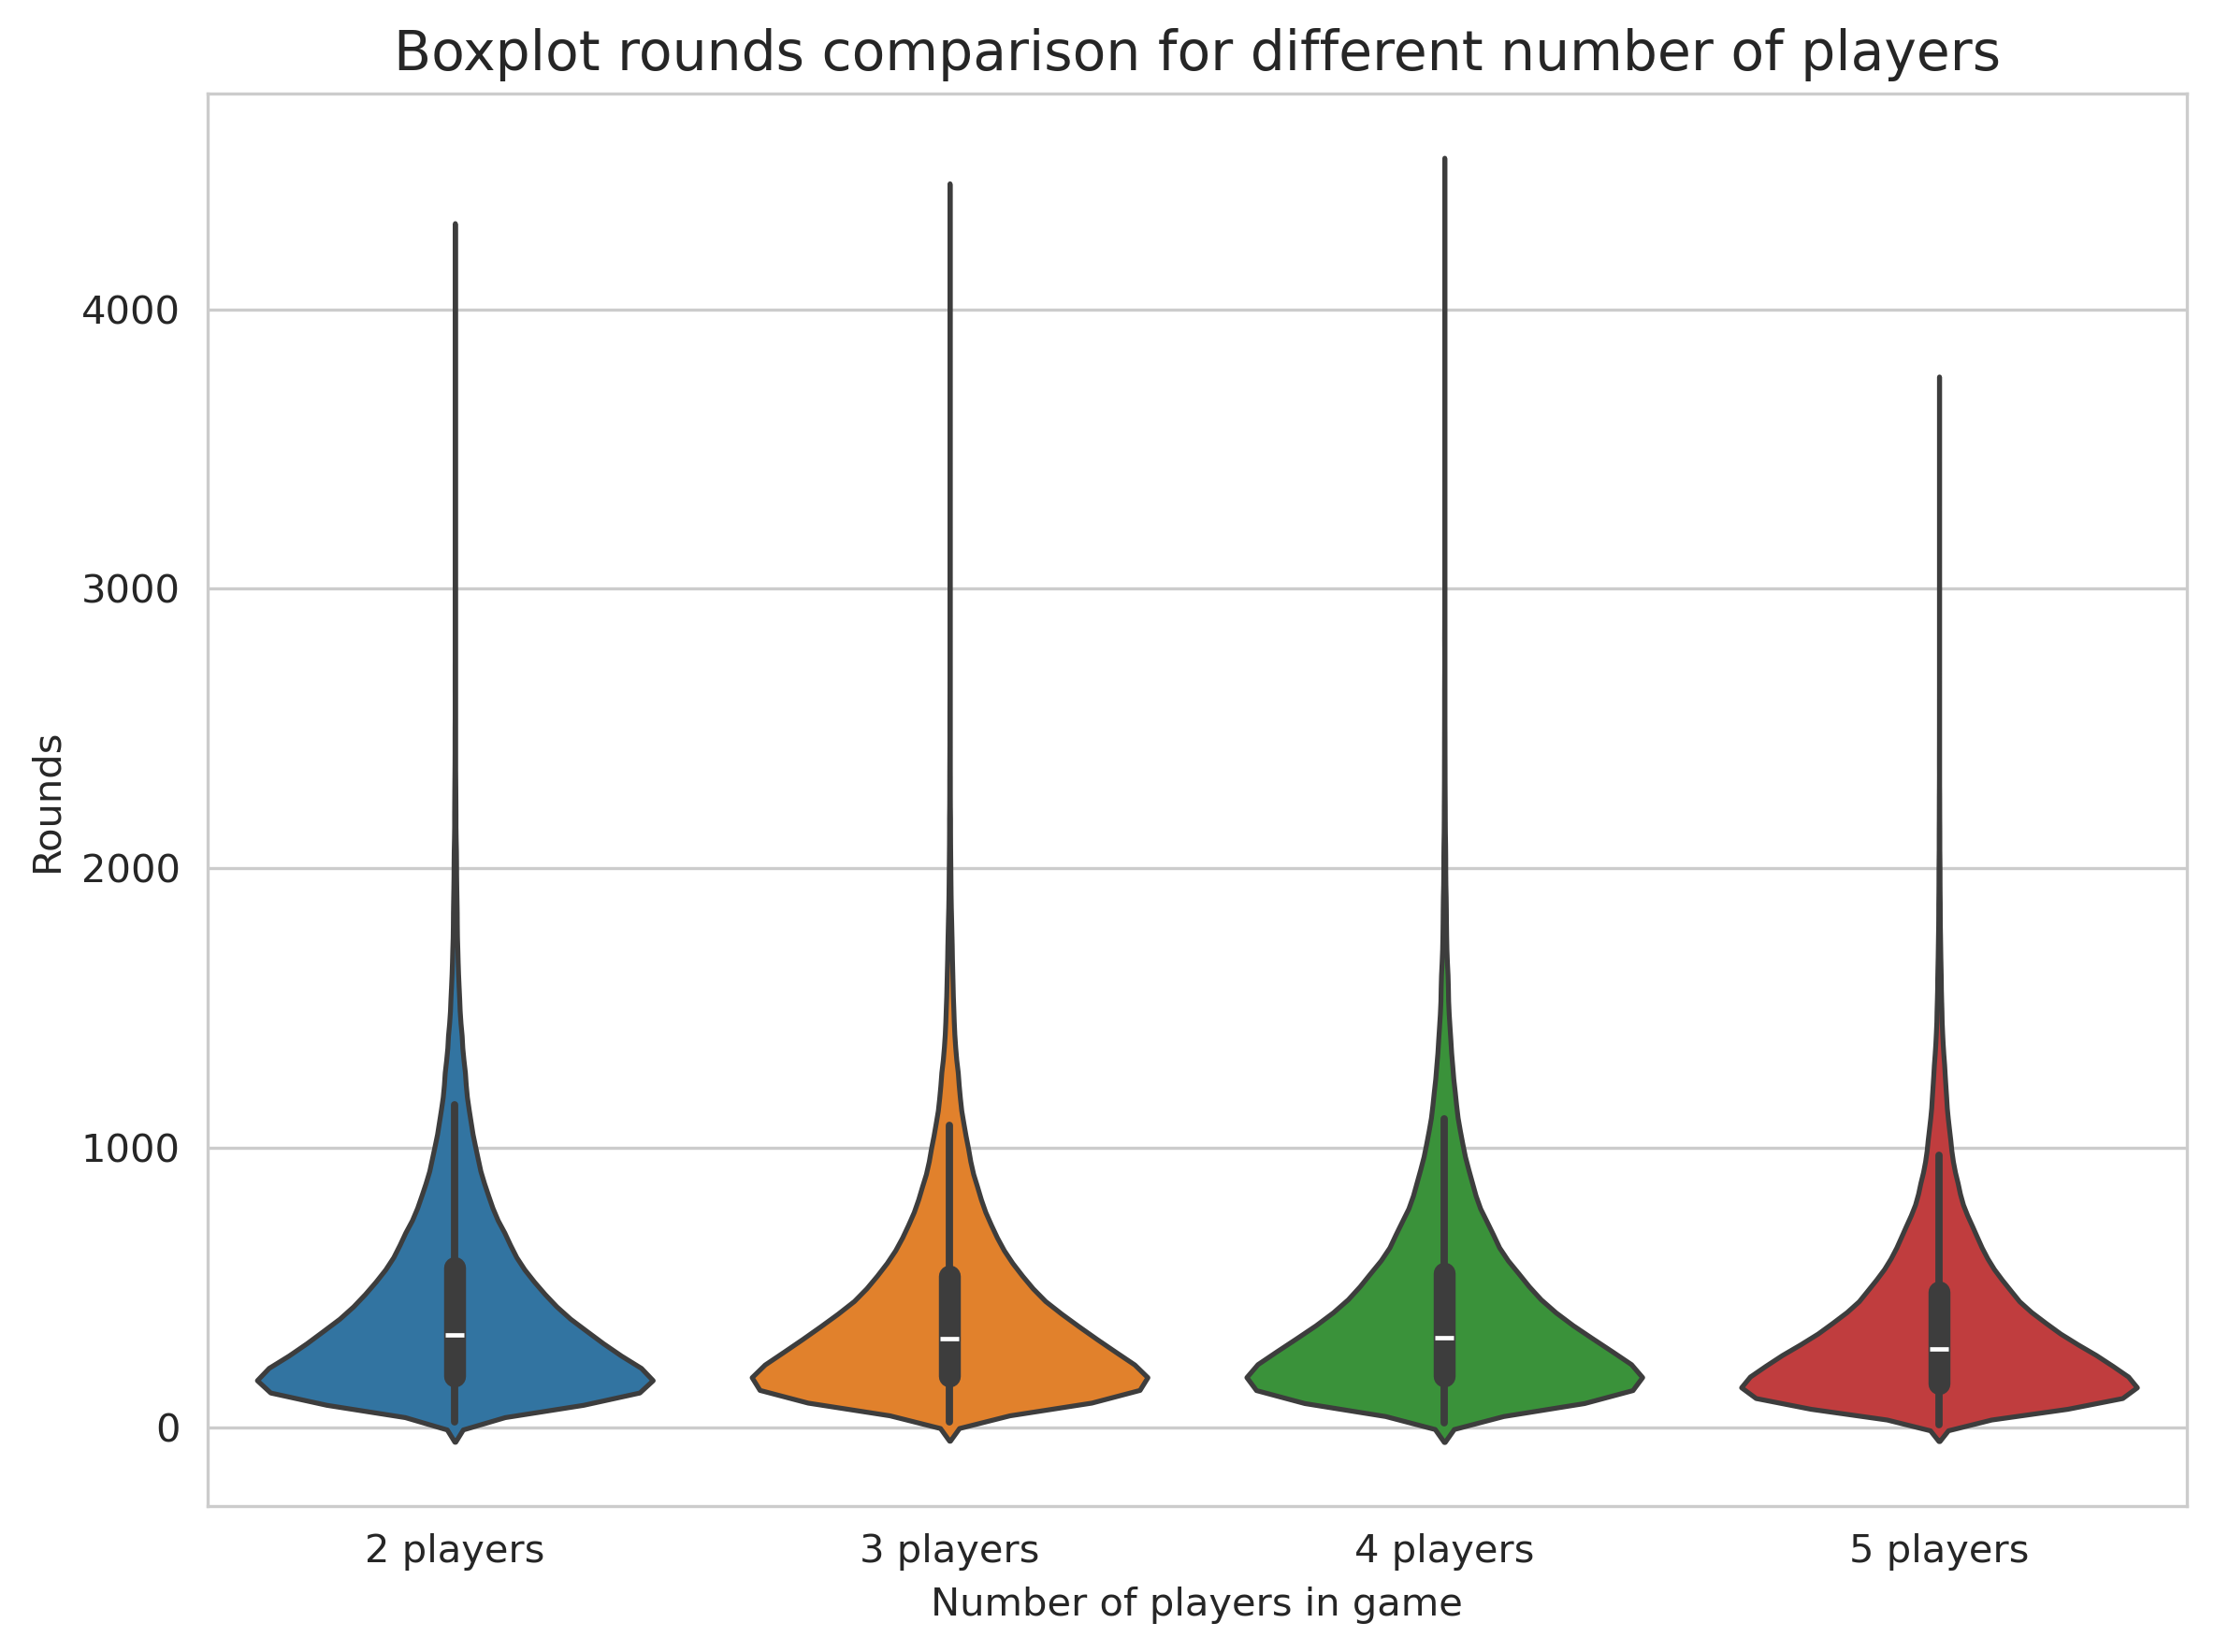 Boxplot rounds comparison for different number of players
Rounds
4000
3000
2000
1000
0
2 players
3 players
4 players
5 players
Number of players in game